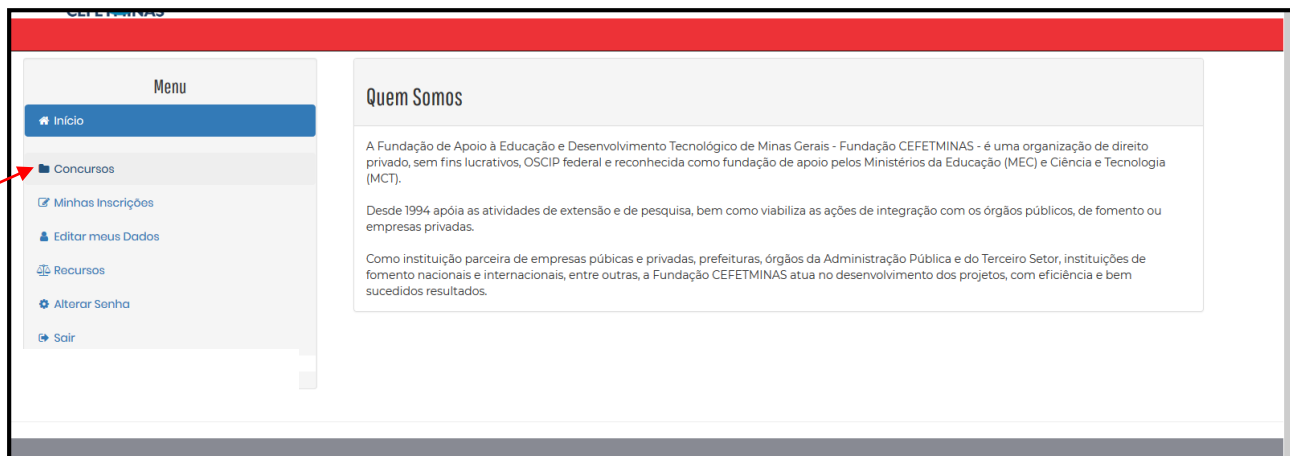 CEFETMINAS
Menu
Início
Concursos
Minhas Inscrições
Editar meus Dados
Recursos
Alterar Senha
Sair
Quem Somos
A Fundação de Apoio à Educação e Desenvolvimento Tecnológico de Minas Gerais - Fundação CEFETMINAS - é uma organização de direito
privado, sem fins lucrativos, OSCIP federal e reconhecida como fundação de apoio pelos Ministérios da Educação (MEC) e Ciência e Tecnologia
(MCT).
Desde 1994 apóia as atividades de extensão e de pesquisa, bem como viabiliza as ações de integração com os órgãos públicos, de fomento ou
empresas privadas.
Como instituição parceira de empresas púbicas e privadas, prefeituras, órgãos da Administração Pública e do Terceiro Setor, instituições de
fomento nacionais e internacionais, entre outras, a Fundação CEFETMINAS atua no desenvolvimento dos projetos, com eficiência e bem
sucedidos resultados.